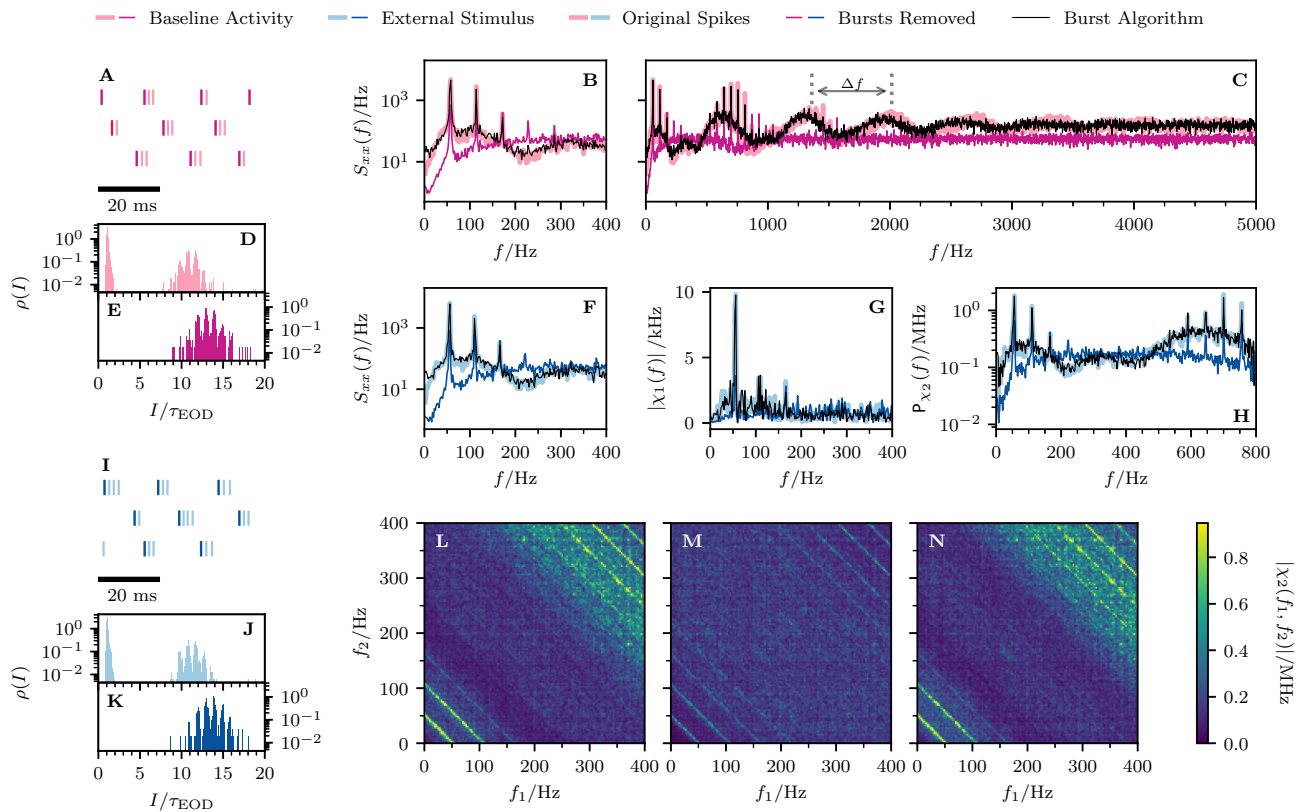 Baseline Activity External Stimulus Original Spikes Bursts Removed Burst Algorithm
A
20 ms
B
S_xx(f)/Hz
10^3
10^1
0 100 200 300 400
f/Hz
C
Δf
0 1000 2000 3000 4000 5000
f/Hz
D
10^0
10^-1
10^-2
ρ(I)
E
10^0
10^-1
10^-2
0 5 10 15 20
I/τ_EOD
F
S_xx(f)/Hz
10^3
10^1
0 100 200 300 400
f/Hz
G
|χ1(f)|/kHz
10
5
0
0 100 200 300 400
f/Hz
H
P_χ2(f)/MHz
10^0
10^-1
10^-2
0 200 400 600 800
f/Hz
I
20 ms
J
10^0
10^-1
10^-2
ρ(I)
K
10^0
10^-1
10^-2
0 5 10 15 20
I/τ_EOD
L
f_2/Hz
400
300
200
100
0
0 100 200 300 400
f_1/Hz
M
0 100 200 300 400
f_1/Hz
N
0 100 200 300 400
f_1/Hz
0.8
0.6
0.4
0.2
0.0
|χ_2(f_1, f_2)|/MHz